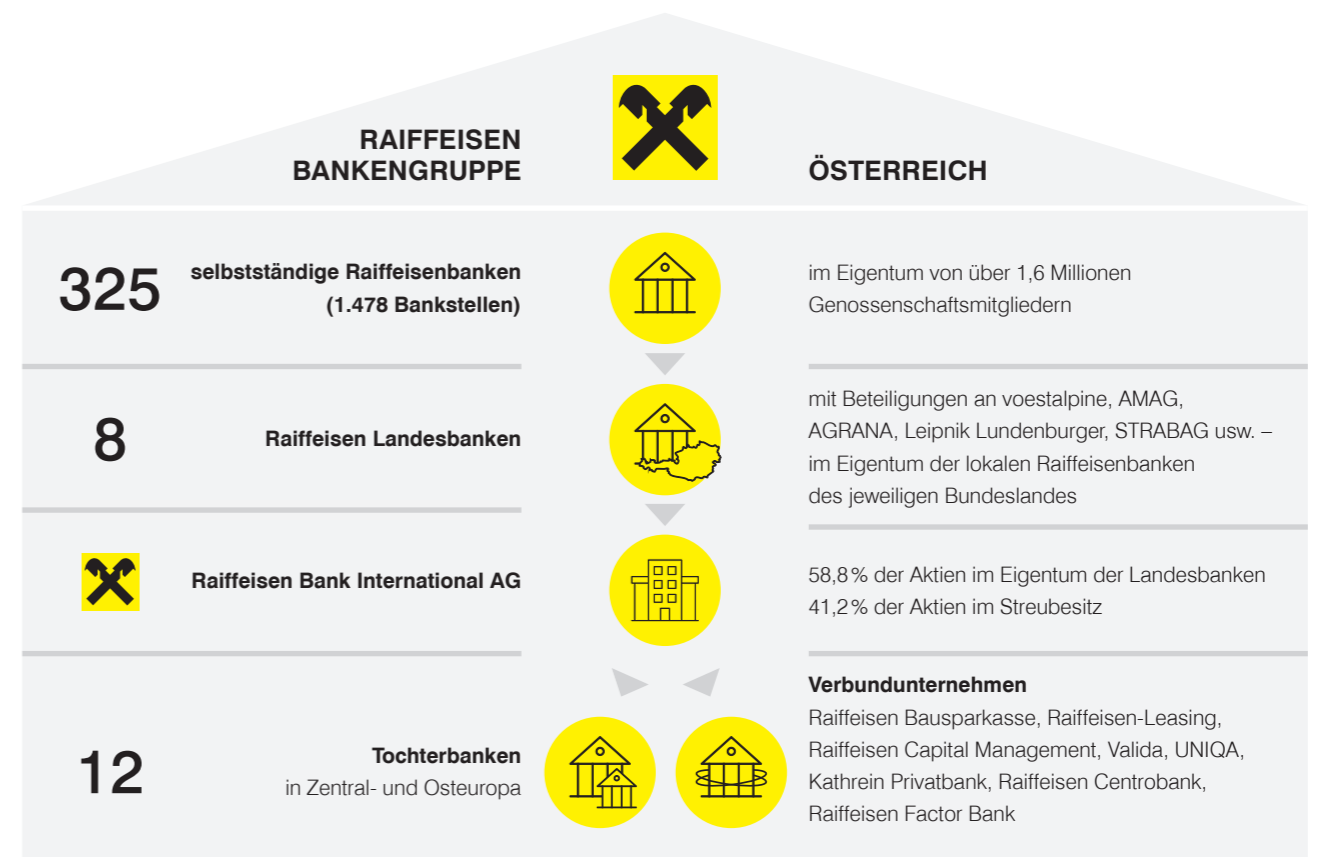 RAIFFEISEN
BANKENGRUPPE
ÖSTERREICH
325
selbstständige Raiffeisenbanken
(1.478 Bankstellen)
im Eigentum von über 1,6 Millionen
Genossenschaftsmitgliedern
8
Raiffeisen Landesbanken
mit Beteiligungen an voestalpine, AMAG,
AGRANA, Leipnik Lundenburger, STRABAG usw. –
im Eigentum der lokalen Raiffeisenbanken
des jeweiligen Bundeslandes
Raiffeisen Bank International AG
58,8 % der Aktien im Eigentum der Landesbanken
41,2 % der Aktien im Streubesitz
12
Tochterbanken
in Zentral- und Osteuropa
Verbundunternehmen
Raiffeisen Bausparkasse, Raiffeisen-Leasing,
Raiffeisen Capital Management, Valida, UNIQA,
Kathrein Privatbank, Raiffeisen Centrobank,
Raiffeisen Factor Bank